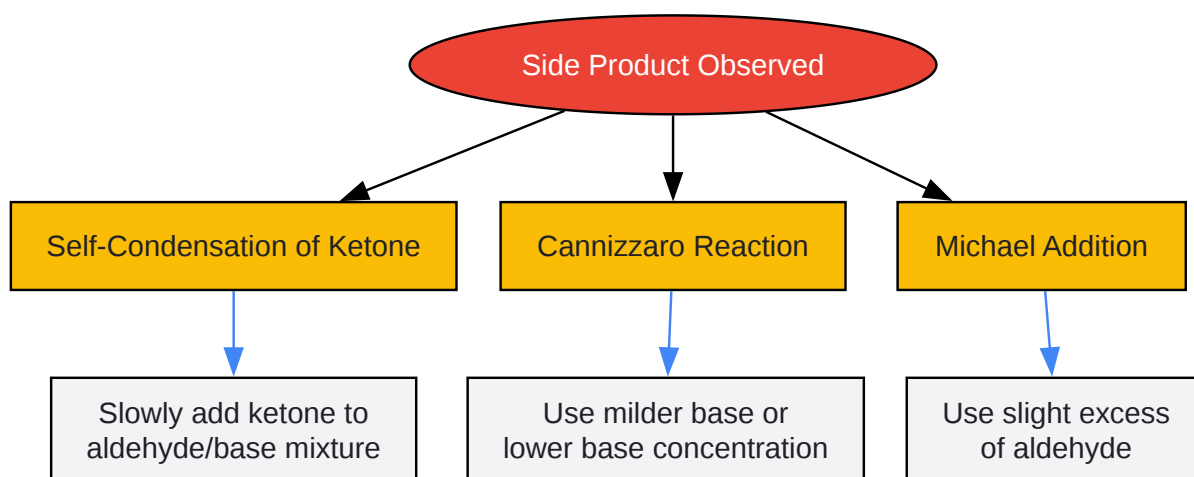 Side Product Observed
Self-Condensation of Ketone
Cannizzaro Reaction
Michael Addition
Slowly add ketone to
aldehyde/base mixture
Use milder base or
lower base concentration
Use slight excess
of aldehyde